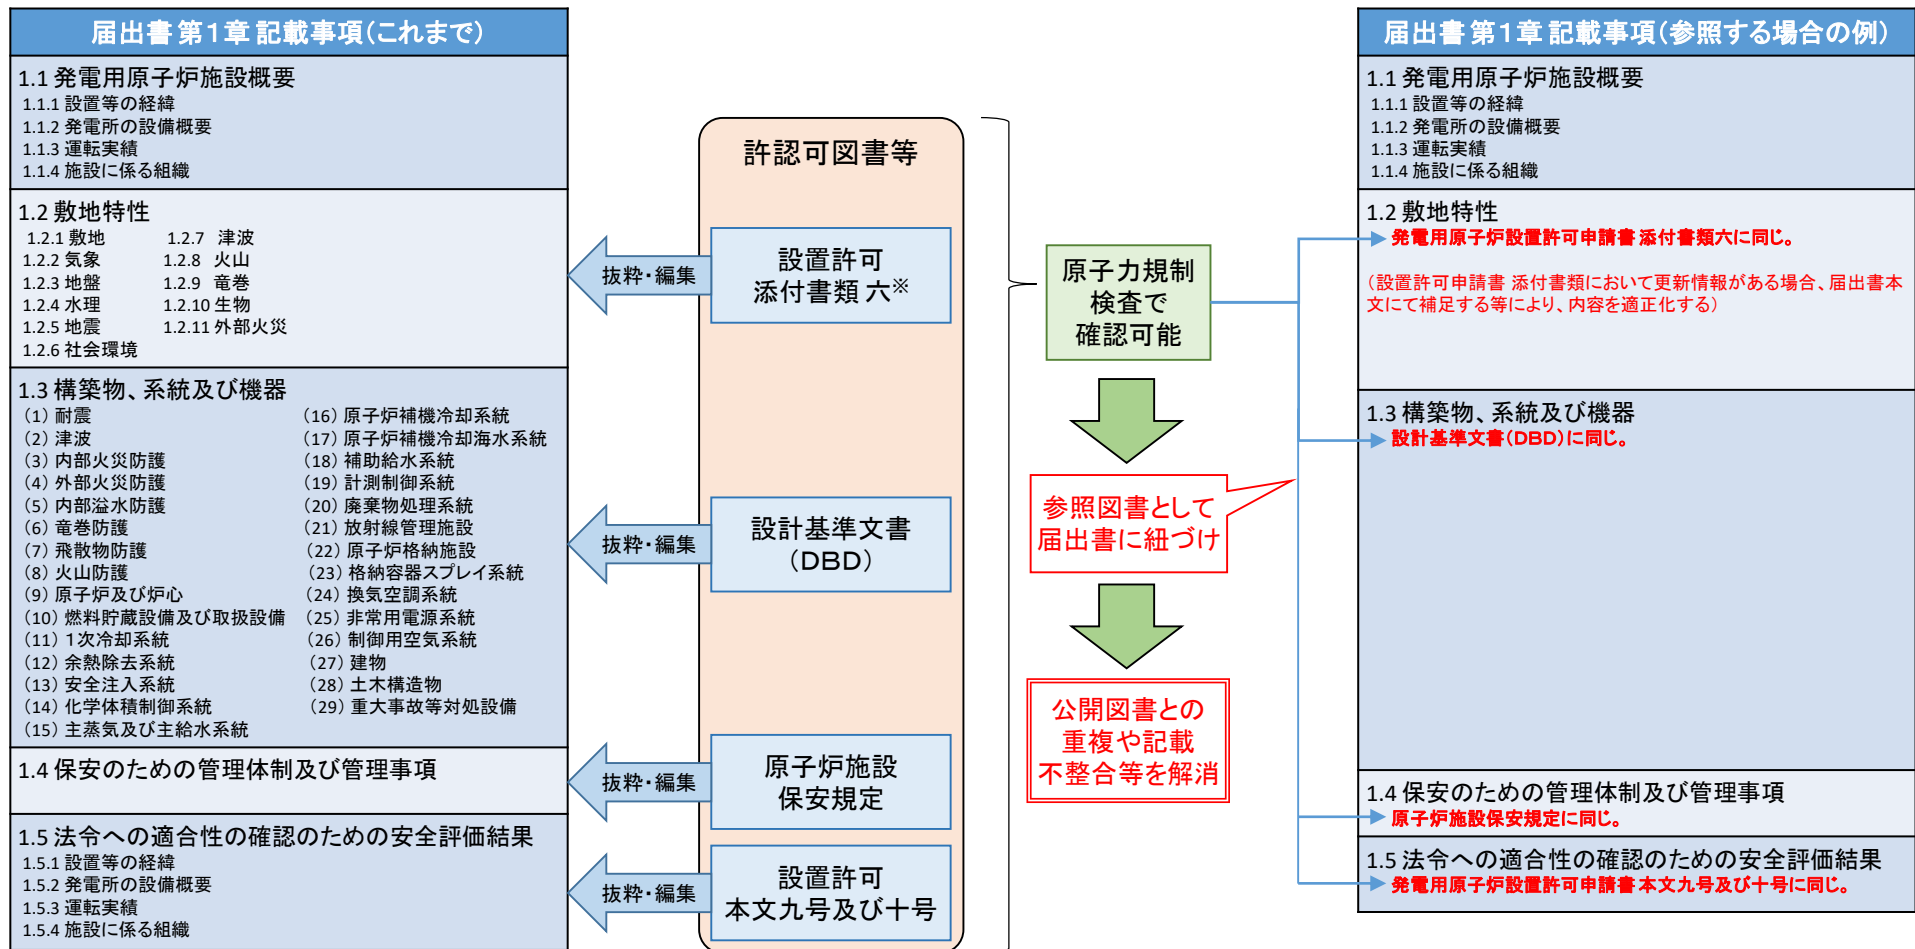 届出書 第1章 記載事項（これまで）
1.1 発電用原子炉施設概要
1.1.1 設置等の経緯
1.1.2 発電所の設備概要
1.1.3 運転実績
1.1.4 施設に係る組織
1.2 敷地特性
1.2.1 敷地
1.2.2 気象
1.2.3 地盤
1.2.4 水理
1.2.5 地震
1.2.6 社会環境
1.2.7 津波
1.2.8 火山
1.2.9 竜巻
1.2.10 生物
1.2.11 外部火災
1.3 構築物、系統及び機器
（1）耐震
（2）津波
（3）内部火災防護
（4）外部火災防護
（5）内部溢水防護
（6）竜巻防護
（7）飛散物防護
（8）火山防護
（9）原子炉及び炉心
（10）燃料貯蔵設備及び取扱設備
（11）1次冷却系統
（12）余熱除去系統
（13）安全注入系統
（14）化学体積制御系統
（15）主蒸気及び主給水系統
（16）原子炉補機冷却系統
（17）原子炉補機冷却海水系統
（18）補助給水系統
（19）計測制御系統
（20）廃棄物処理系統
（21）放射線管理施設
（22）原子炉格納施設
（23）格納容器スプレイ系統
（24）換気空調系統
（25）非常用電源系統
（26）制御用空気系統
（27）建物
（28）土木構造物
（29）重大事故等対処設備
1.4 保安のための管理体制及び管理事項
1.5 法令への適合性の確認のための安全評価結果
1.5.1 設置等の経緯
1.5.2 発電所の設備概要
1.5.3 運転実績
1.5.4 施設に係る組織
許認可図書等
抜粋・編集
設置許可
添付書類 六※
抜粋・編集
設計基準文書
（DBD）
抜粋・編集
原子炉施設
保安規定
抜粋・編集
設置許可
本文九号及び十号
原子力規制
検査で
確認可能
参照図書として
届出書に紐づけ
公開図書との
重複や記載
不整合等を解消
届出書 第1章 記載事項（参照する場合の例）
1.1 発電用原子炉施設概要
1.1.1 設置等の経緯
1.1.2 発電所の設備概要
1.1.3 運転実績
1.1.4 施設に係る組織
1.2 敷地特性
発電用原子炉設置許可申請書 添付書類六に同じ。
（設置許可申請書 添付書類において更新情報がある場合、届出書本
文にて補足する等により、内容を適正化する）
1.3 構築物、系統及び機器
設計基準文書（DBD）に同じ。
1.4 保安のための管理体制及び管理事項
原子炉施設保安規定に同じ。
1.5 法令への適合性の確認のための安全評価結果
発電用原子炉設置許可申請書 本文九号及び十号に同じ。